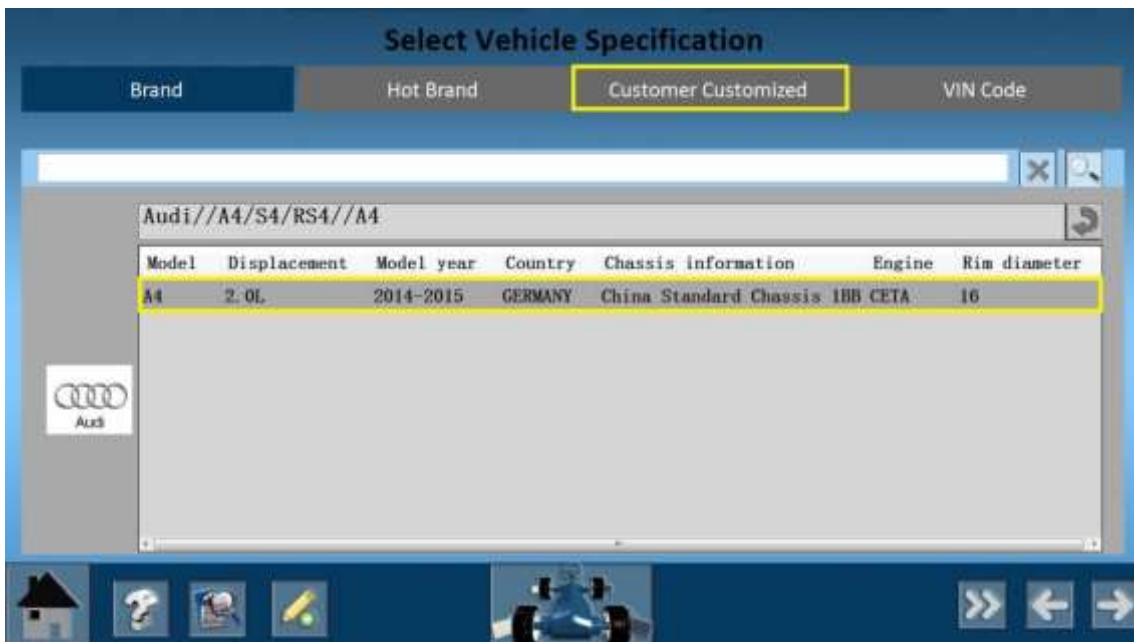 Select Vehicle Specification
Brand Hot Brand Customer Customized VIN Code
Audi//A4/S4/RS4//A4
Model Displacement Model year Country Chassis information Engine Rim diameter
A4 2.0L 2014-2015 GERMANY China Standard Chassis 1BB CETA 16
Audi